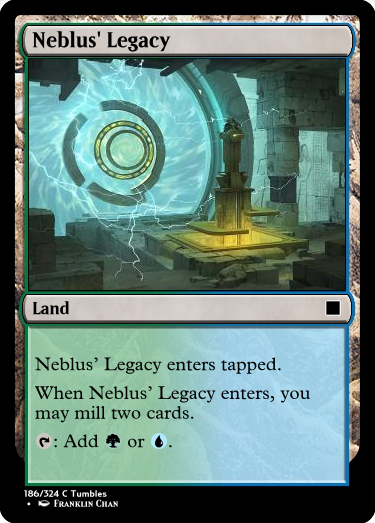 Neblus' Legacy
Land
Neblus' Legacy enters tapped.
When Neblus' Legacy enters, you
may mill two cards.
: Add or .
186/324 C Tumbles
• Franklin Chan